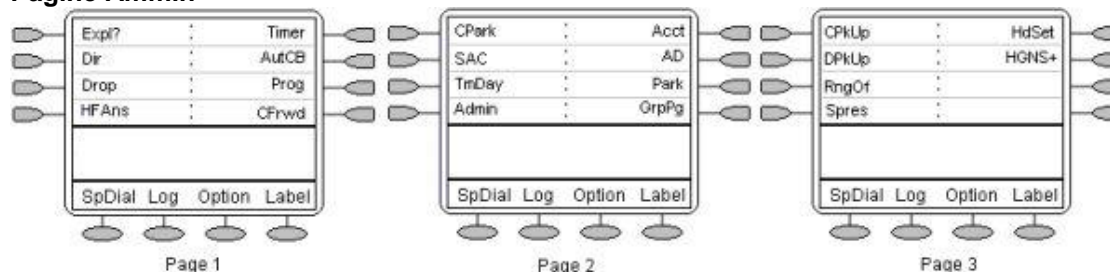 Expl? : Timer
Dir : AutCB
Drop : Prog
HFAns : CFrwd
SpDial Log Option Label
Page 1
CPark : Acct
SAC : AD
TmDay : Park
Admin : GrpPg
SpDial Log Option Label
Page 2
CPkUp : HdSet
DPkUp : HGNS+
RngOf :
Spres :
SpDial Log Option Label
Page 3